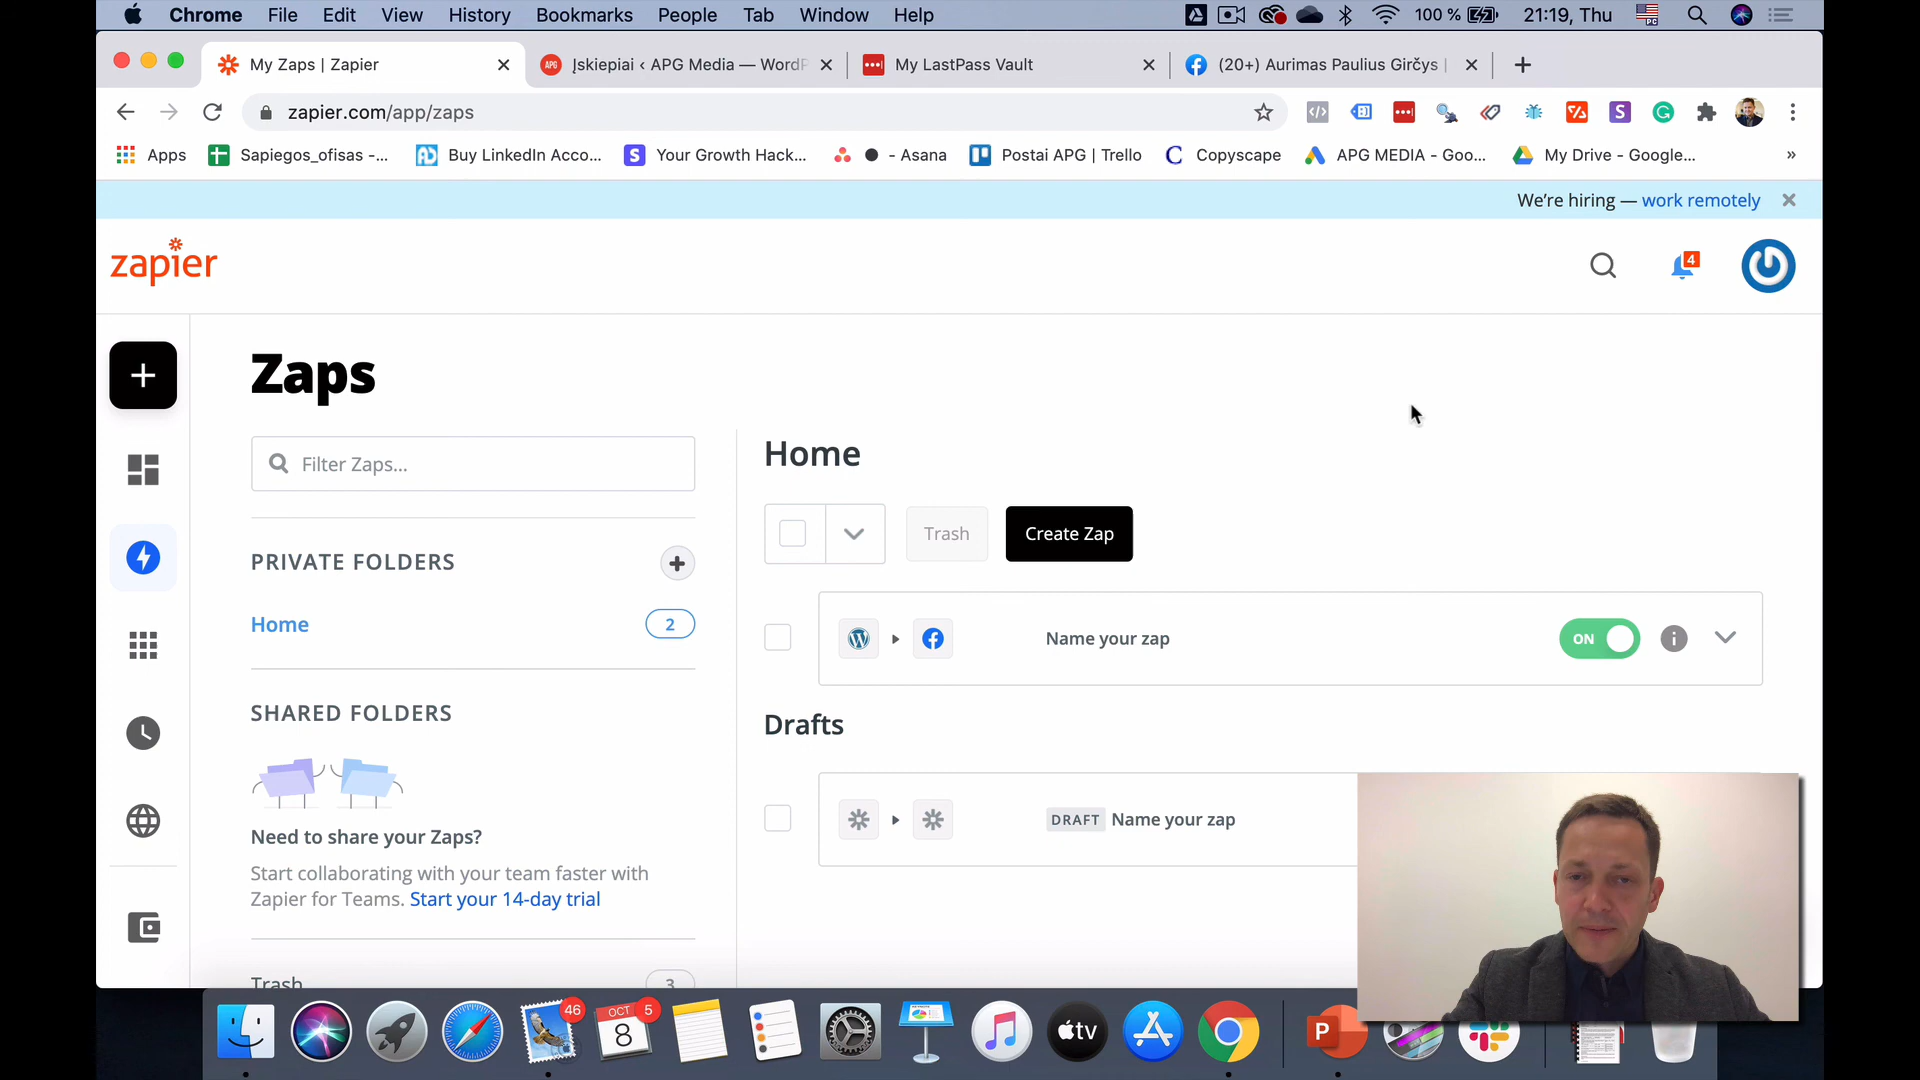 Chrome File Edit View History Bookmarks People Tab Window Help 100 % 21:19, Thu
My Zaps | Zapier
Įskiepiai ‹ APG Media — WordP
My LastPass Vault
(20+) Aurimas Paulius Girčys |
zapier.com/app/zaps
Apps Sapiegos_ofisas -... Buy LinkedIn Acco... Your Growth Hack... - Asana Postai APG | Trello Copyscape APG MEDIA - Goo... My Drive - Google... »
We’re hiring — work remotely
zapier
4
Zaps
Filter Zaps...
PRIVATE FOLDERS
Home 2
SHARED FOLDERS
Need to share your Zaps?
Start collaborating with your team faster with
Zapier for Teams. Start your 14-day trial
Trash 3
Home
Trash Create Zap
Name your zap ON
Drafts
DRAFT Name your zap
46 OCT 5
8
tv
P